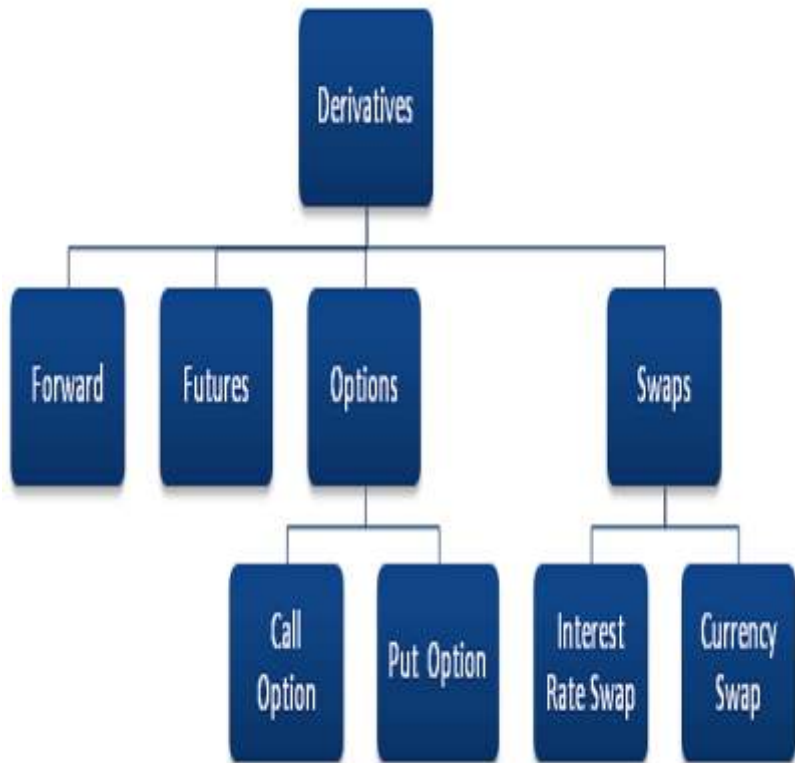 Derivatives
Forward
Futures
Options
Swaps
Call
Option
Put Option
Interest
Rate Swap
Currency
Swap